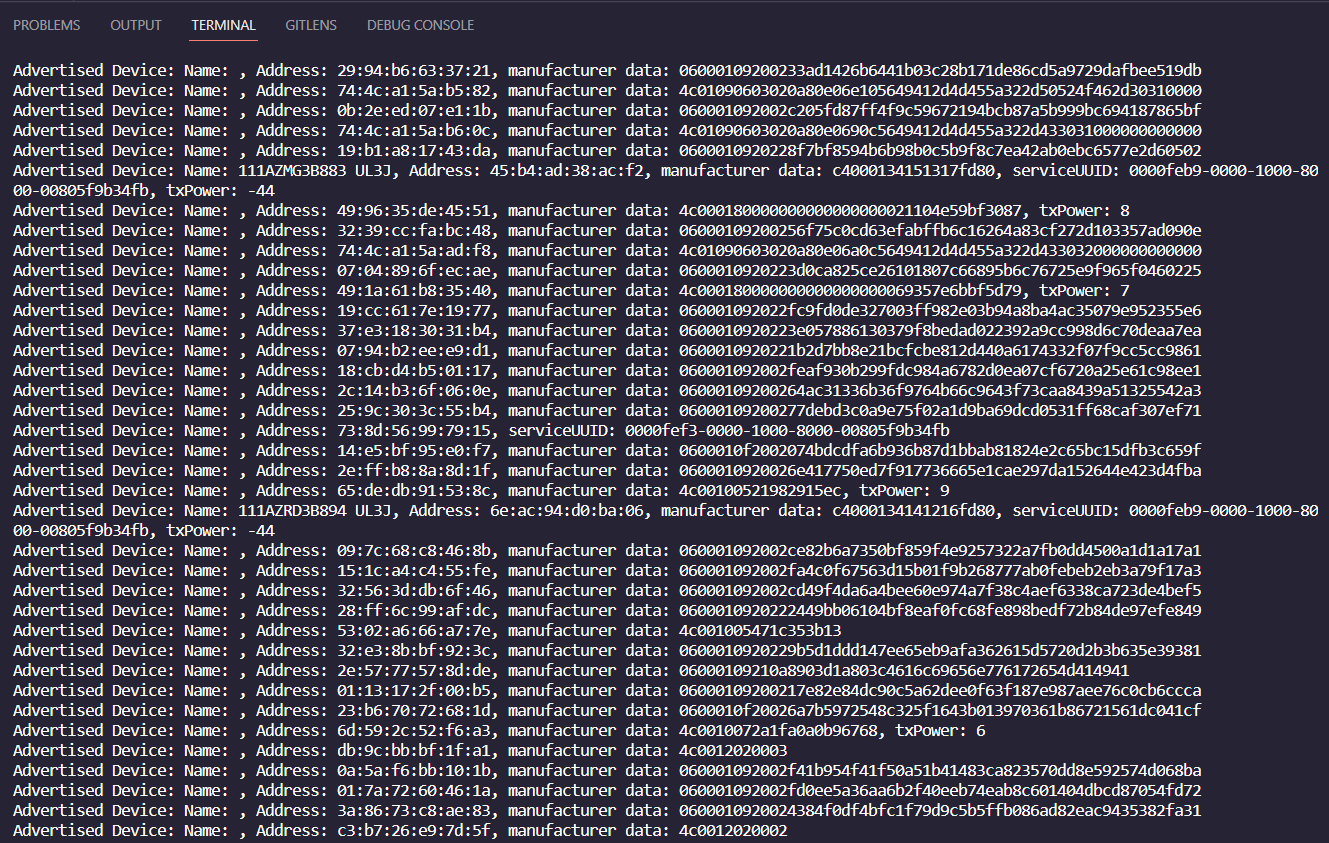 PROBLEMS OUTPUT TERMINAL GITLENS DEBUG CONSOLE
Advertised Device: Name: , Address: 29:94:b6:63:37:21, manufacturer data: 06000109200233ad1426b6441b03c28b171de86cd5a9729dafbee519db
Advertised Device: Name: , Address: 74:4c:a1:5a:b5:82, manufacturer data: 4c01090603020a80e06e105649412d4d455a322d50524f462d30310000
Advertised Device: Name: , Address: 0b:2e:ed:07:e1:1b, manufacturer data: 060001092002c205fd87ff4f9c59672194bcb87a5b999bc694187865bf
Advertised Device: Name: , Address: 74:4c:a1:5a:b6:0c, manufacturer data: 4c01090603020a80e0690c5649412d4d455a322d433031000000000000
Advertised Device: Name: , Address: 19:b1:a8:17:43:da, manufacturer data: 06000109200228f7bf8594b6b98b0c5b9f8c7ea42ab0ebc6577e2d60502
Advertised Device: Name: 111AZMG3B883 UL3J, Address: 45:b4:ad:38:ac:f2, manufacturer data: c4000134151317fd80, serviceUUID: 0000feb9-0000-1000-80
00-00805f9b34fb, txPower: -44
Advertised Device: Name: , Address: 49:96:35:de:45:51, manufacturer data: 4c000180000000000000000021104e59bf3087, txPower: 8
Advertised Device: Name: , Address: 32:39:cc:fa:bc:48, manufacturer data: 06000109200256f75c0cd63efabffb6c16264a83cf272d103357ad090e
Advertised Device: Name: , Address: 74:4c:a1:5a:ad:f8, manufacturer data: 4c01090603020a80e06a0c5649412d4d455a322d433032000000000000
Advertised Device: Name: , Address: 07:04:89:6f:ec:ae, manufacturer data: 0600010920223d0ca825ce26101807c66895b6c76725e9f965f0460225
Advertised Device: Name: , Address: 49:1a:61:b8:35:40, manufacturer data: 4c000180000000000000000069357e6bbf5d79, txPower: 7
Advertised Device: Name: , Address: 19:cc:61:7e:19:77, manufacturer data: 060001092022fc9fd0de327003ff982e03b94a8ba4ac35079e952355e6
Advertised Device: Name: , Address: 37:e3:18:30:31:b4, manufacturer data: 0600010920223e057886130379f8bedad022392a9cc998d6c70deaa7ea
Advertised Device: Name: , Address: 07:94:b2:ee:e9:d1, manufacturer data: 0600010920221b2d7bb8e21bcfcbe812d440a6174332f07f9cc5cc9861
Advertised Device: Name: , Address: 18:cb:d4:b5:01:17, manufacturer data: 060001092002feaf930b299fdc984a6782d0ea07cf6720a25e61c98ee1
Advertised Device: Name: , Address: 2c:14:b3:6f:06:0e, manufacturer data: 06000109200264ac31336b36f9764b66c9643f73caa8439a51325542a3
Advertised Device: Name: , Address: 25:9c:30:3c:55:b4, manufacturer data: 06000109200277debd3c0a9e75f02a1d9ba69dcd0531ff68caf307ef71
Advertised Device: Name: , Address: 73:8d:56:99:79:15, serviceUUID: 0000fef3-0000-1000-8000-00805f9b34fb
Advertised Device: Name: , Address: 14:e5:bf:95:e0:f7, manufacturer data: 0600010f2002074bdcdfa6b936b87d1bbab81824e2c65bc15dfb3c659f
Advertised Device: Name: , Address: 2e:ff:b8:8a:8d:1f, manufacturer data: 0600010920026e417750ed7f917736665e1cae297da152644e423d4fba
Advertised Device: Name: , Address: 65:de:db:91:53:8c, manufacturer data: 4c00100521982915ec, txPower: 9
Advertised Device: Name: 111AZRD3B894 UL3J, Address: 6e:ac:94:d0:ba:06, manufacturer data: c4000134141216fd80, serviceUUID: 0000feb9-0000-1000-80
00-00805f9b34fb, txPower: -44
Advertised Device: Name: , Address: 09:7c:68:c8:46:8b, manufacturer data: 060001092002ce82b6a7350bf859f4e9257322a7fb0dd4500a1d1a17a1
Advertised Device: Name: , Address: 15:1c:a4:c4:55:fe, manufacturer data: 060001092002fa4c0f67563d15b01f9b268777ab0febeb2eb3a79f17a3
Advertised Device: Name: , Address: 32:56:3d:db:6f:46, manufacturer data: 060001092002cd49f4da6a4bee60e974a7f38c4aef6338ca723de4bef5
Advertised Device: Name: , Address: 28:ff:6c:99:af:dc, manufacturer data: 0600010920222449bb06104bf8eaf0fc68fe898bedf72b84de97efe849
Advertised Device: Name: , Address: 53:02:a6:66:a7:7e, manufacturer data: 4c001005471c353b13
Advertised Device: Name: , Address: 32:e3:8b:bf:92:3c, manufacturer data: 0600010920229b5d1ddd147ee65eb9afa362615d5720d2b3b635e39381
Advertised Device: Name: , Address: 2e:57:77:57:8d:de, manufacturer data: 06000109210a8903d1a803c4616c69656e776172654d414941
Advertised Device: Name: , Address: 01:13:17:2f:00:b5, manufacturer data: 06000109200217e82e84dc90c5a62dee0f63f187e987aee76c0cb6ccca
Advertised Device: Name: , Address: 23:b6:70:72:68:1d, manufacturer data: 0600010f20026a7b5972548c325f1643b013970361b86721561dc041cf
Advertised Device: Name: , Address: 6d:59:2c:52:f6:a3, manufacturer data: 4c0010072a1fa0a0b96768, txPower: 6
Advertised Device: Name: , Address: db:9c:bb:bf:1f:a1, manufacturer data: 4c0012020003
Advertised Device: Name: , Address: 0a:5a:f6:bb:10:1b, manufacturer data: 060001092002f41b954f41f50a51b41483ca823570dd8e592574d068ba
Advertised Device: Name: , Address: 01:7a:72:60:46:1a, manufacturer data: 060001092002fd0ee5a36aa6b2f40eeb74eab8c601404dbcd87054fd72
Advertised Device: Name: , Address: 3a:86:73:c8:ae:83, manufacturer data: 0600010920024384f0df4bfc1f79d9c5b5ffb086ad82eac9435382fa31
Advertised Device: Name: , Address: c3:b7:26:e9:7d:5f, manufacturer data: 4c0012020002